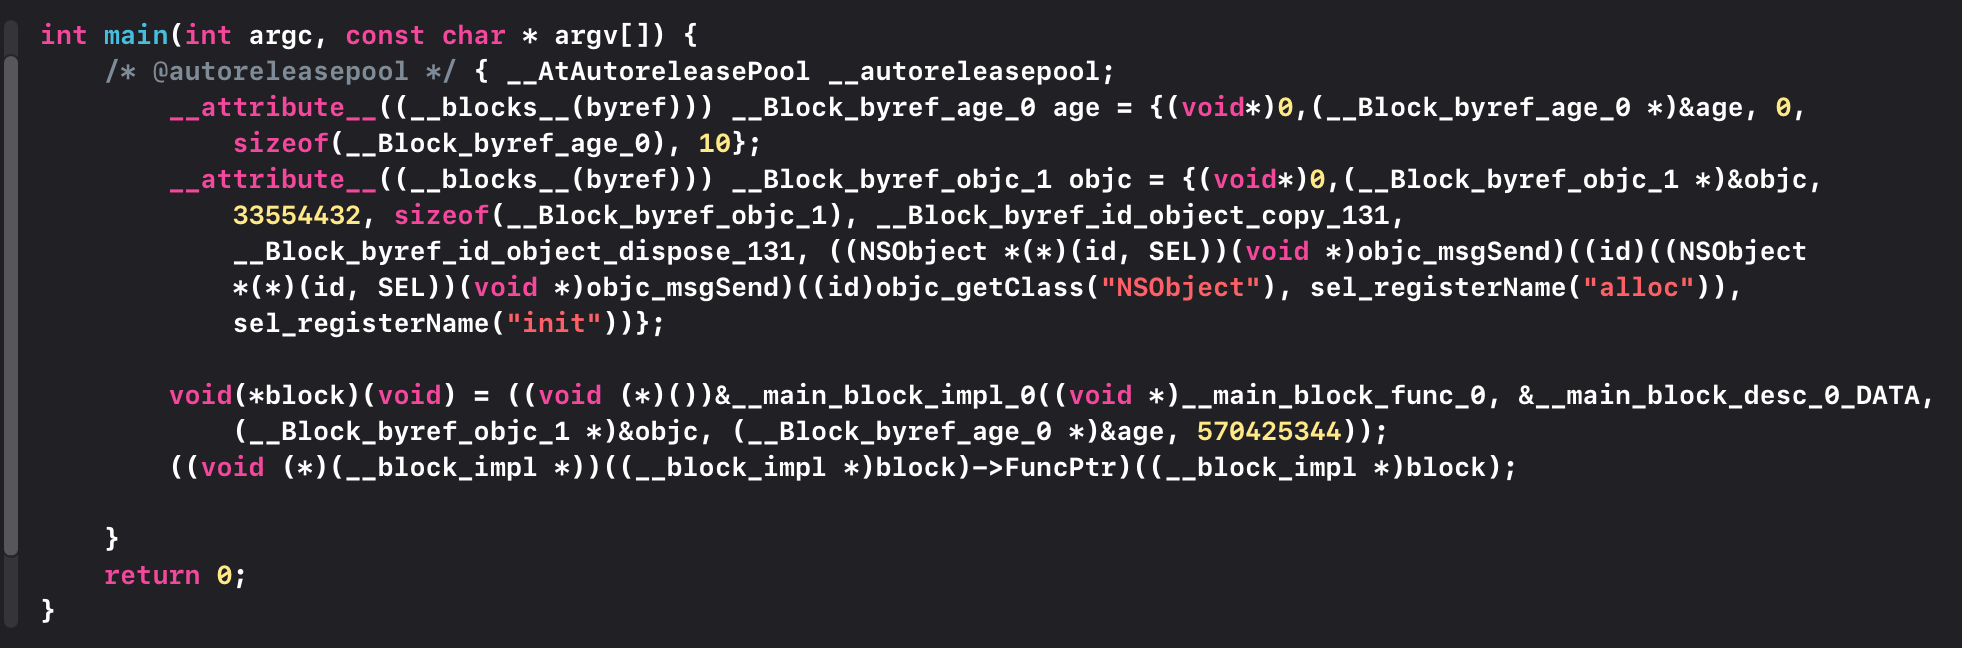 int main(int argc, const char * argv[]) {
    /* @autoreleasepool */ { __AtAutoreleasePool __autoreleasepool;
        __attribute__((__blocks__(byref))) __Block_byref_age_0 age = {(void*)0,(__Block_byref_age_0 *)&age, 0,
            sizeof(__Block_byref_age_0), 10};
        __attribute__((__blocks__(byref))) __Block_byref_objc_1 objc = {(void*)0,(__Block_byref_objc_1 *)&objc,
            33554432, sizeof(__Block_byref_objc_1), __Block_byref_id_object_copy_131,
            __Block_byref_id_object_dispose_131, ((NSObject *(*)(id, SEL))(void *)objc_msgSend)((id)((NSObject
            *(*)(id, SEL))(void *)objc_msgSend)((id)objc_getClass("NSObject"), sel_registerName("alloc")),
            sel_registerName("init"))};

        void(*block)(void) = ((void (*)())&__main_block_impl_0((void *)__main_block_func_0, &__main_block_desc_0_DATA,
            (__Block_byref_objc_1 *)&objc, (__Block_byref_age_0 *)&age, 570425344));
        ((void (*)(__block_impl *))((__block_impl *)block)->FuncPtr)((__block_impl *)block);

    }
    return 0;
}